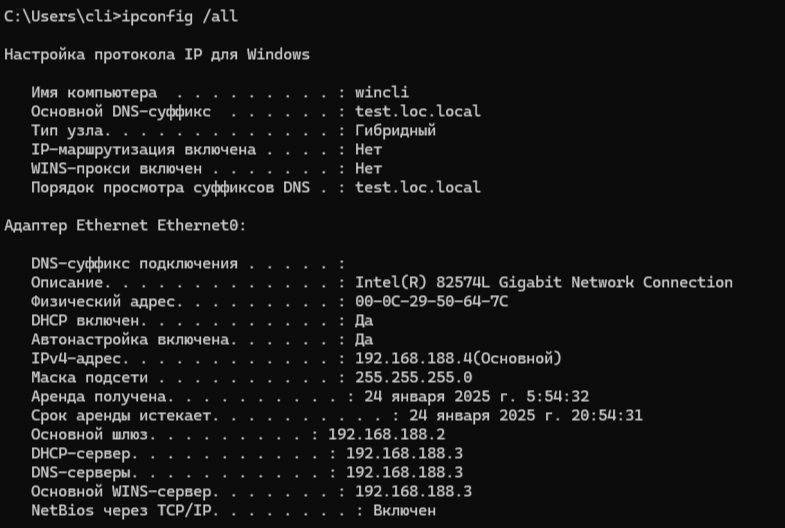 C:\Users\cli>ipconfig /all
Настройка протокола IP для Windows
Имя компьютера . . . . . . . . . : wincli
Основной DNS-суффикс . . . . . . : test.loc.local
Тип узла. . . . . . . . . . . . . : Гибридный
IP-маршрутизация включена . . . . : Нет
WINS-прокси включен . . . . . . . : Нет
Порядок просмотра суффиксов DNS . : test.loc.local
Адаптер Ethernet Ethernet0:
DNS-суффикс подключения . . . . . :
Описание. . . . . . . . . . . . . : Intel(R) 82574L Gigabit Network Connection
Физический адрес. . . . . . . . . : 00-0C-29-50-64-7C
DHCP включен. . . . . . . . . . . : Да
Автонастройка включена. . . . . . : Да
IPv4-адрес. . . . . . . . . . . . : 192.168.188.4(Основной)
Маска подсети . . . . . . . . . . : 255.255.255.0
Аренда получена. . . . . . . . . . : 24 января 2025 г. 5:54:32
Срок аренды истекает. . . . . . . . . . : 24 января 2025 г. 20:54:31
Основной шлюз. . . . . . . . . : 192.168.188.2
DHCP-сервер. . . . . . . . . . . : 192.168.188.3
DNS-серверы. . . . . . . . . . . : 192.168.188.3
Основной WINS-сервер. . . . . . . : 192.168.188.3
NetBios через TCP/IP. . . . . . . . : Включен